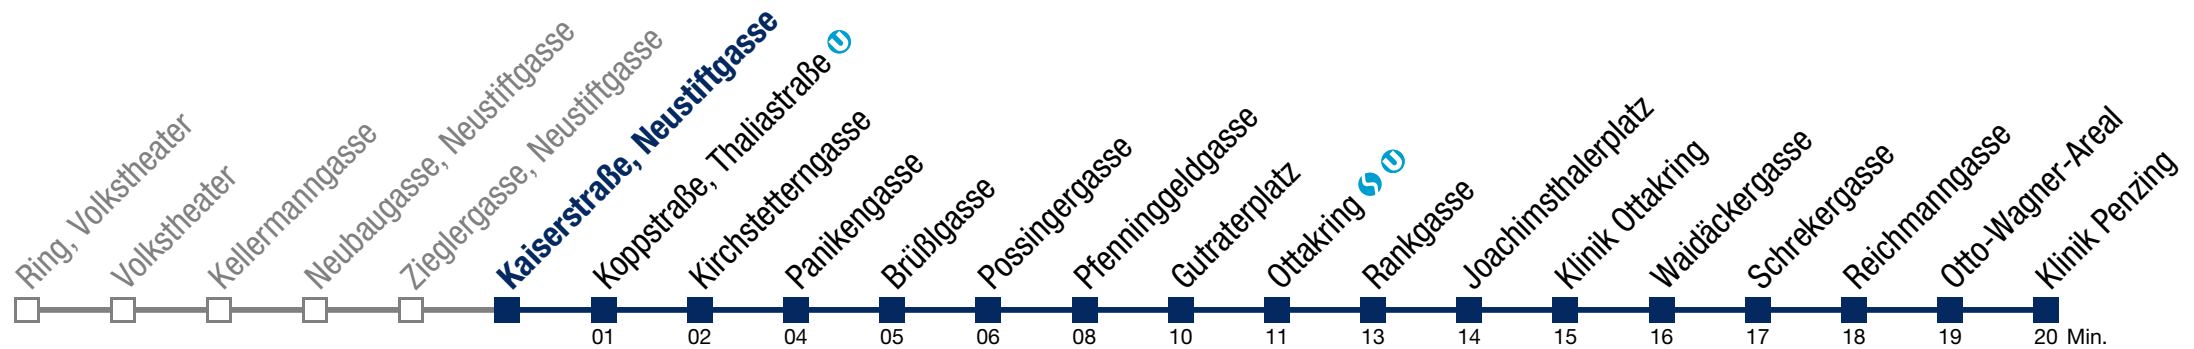 Ring, Volkstheater
Volkstheater
Kellermanngasse
Neubaugasse, Neustiftgasse
Zieglergasse, Neustiftgasse
Kaiserstraße, Neustiftgasse
Koppstraße, Thaliastraße U
Kirchstetterngasse
Panikengasse
Brüßlgasse
Possingergasse
Pfenninggeldgasse
Gutraterplatz
Ottakring S U
Rankgasse
Joachimsthalerplatz
Klinik Ottakring
Waidäckergasse
Schrekergasse
Reichmanngasse
Otto-Wagner-Areal
Klinik Penzing
01 02 04 05 06 08 10 11 13 14 15 16 17 18 19 20 Min.